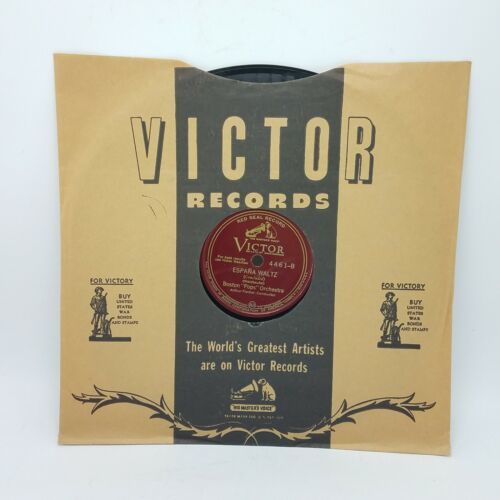 VICTOR
RECORDS
RED SEAL RECORD
VICTOR
4461-B
ESPAÑA WALTZ
Boston "Pops" Orchestra
FOR VICTORY
BUY
UNITED
STATES
WAR
BONDS
AND STAMPS
FOR VICTORY
BUY
UNITED
STATES
WAR
BONDS
AND STAMPS
The World's Greatest Artists
are on Victor Records
"HIS MASTER'S VOICE"